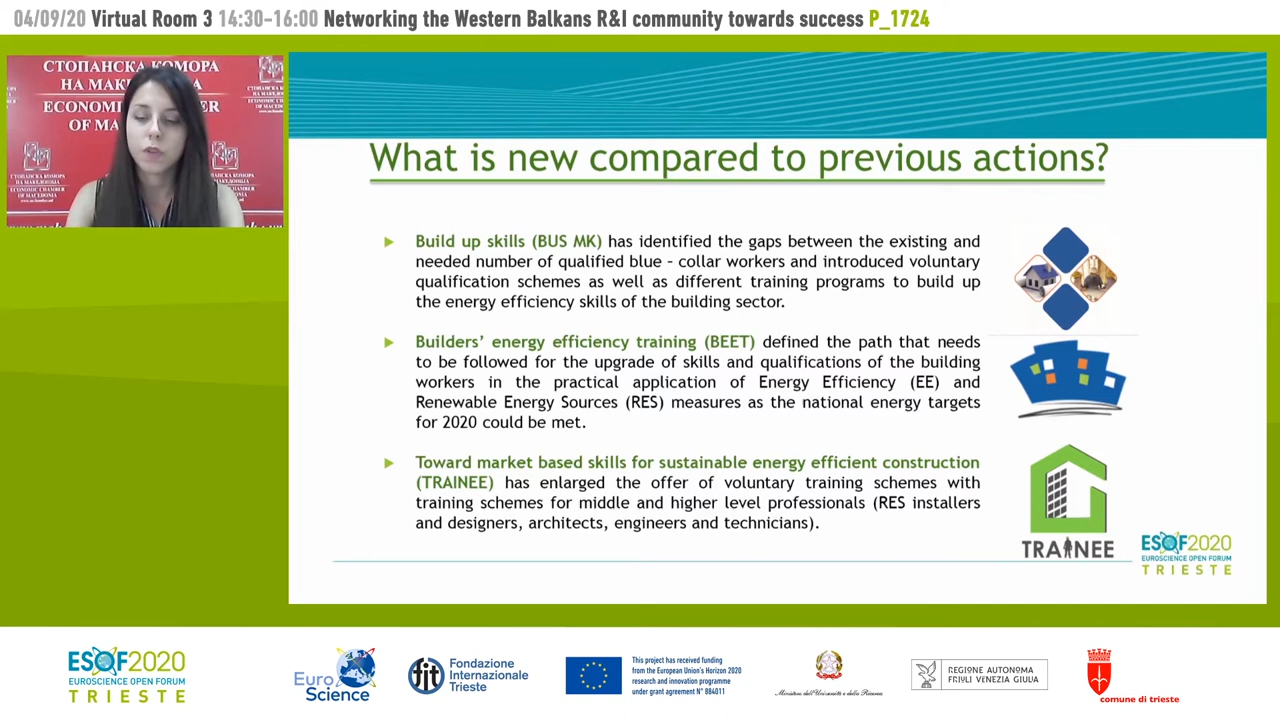 04/09/20 Virtual Room 3 14:30-16:00 Networking the Western Balkans R&I community towards success P_1724
СТОПАНСКА КОМОРА
НА МАК
ЕЈА
ECONOMI
ER
OF MA
What is new compared to previous actions?
Build up skills (BUS MK) has identified the gaps between the existing and
needed number of qualified blue – collar workers and introduced voluntary
qualification schemes as well as different training programs to build up
the energy efficiency skills of the building sector.
Builders' energy efficiency training (BEET) defined the path that needs
to be followed for the upgrade of skills and qualifications of the building
workers in the practical application of Energy Efficiency (EE) and
Renewable Energy Sources (RES) measures as the national energy targets
for 2020 could be met.
Toward market based skills for sustainable energy efficient construction
(TRAINEE) has enlarged the offer of voluntary training schemes with
training schemes for middle and higher level professionals (RES installers
and designers, architects, engineers and technicians).
TRAINEE
ESOF2020
EUROSCIENCE OPEN FORUM
TRIESTE
ESOF2020
EUROSCIENCE OPEN FORUM
TRIESTE
Euro
Science
fit
Fondazione
Internazionale
Trieste
This project has received funding
from the European Union's Horizon 2020
research and innovation programme
under grant agreement N° 884011
Ministero dell'Università e della Ricerca
REGIONE AUTONOMA
FRIULI VENEZIA GIULIA
comune di trieste